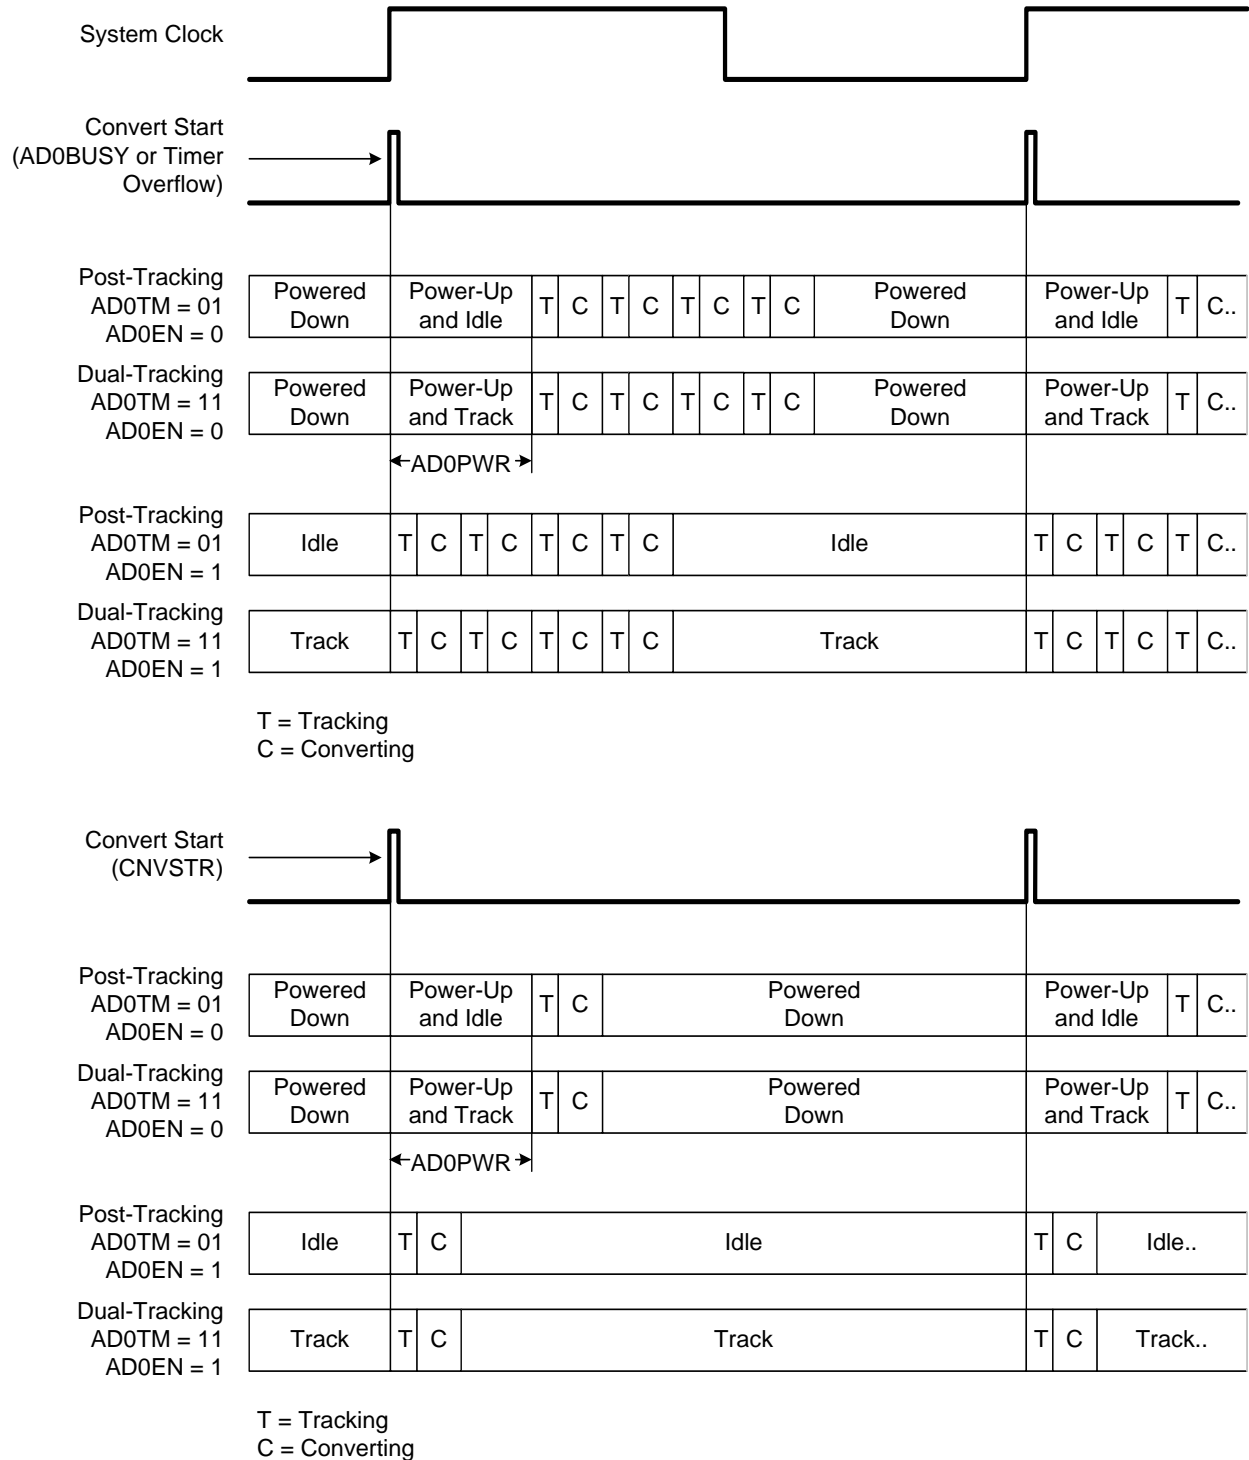 System Clock
Convert Start
(AD0BUSY or Timer
Overflow)
Post-Tracking
AD0TM = 01
AD0EN = 0
Powered
Down
Power-Up
and Idle
T C T C T C T C
Powered
Down
Power-Up
and Idle
T C..
Dual-Tracking
AD0TM = 11
AD0EN = 0
Powered
Down
Power-Up
and Track
T C T C T C T C
Powered
Down
Power-Up
and Track
T C..
AD0PWR
Post-Tracking
AD0TM = 01
AD0EN = 1
Idle T C T C T C T C Idle T C T C T C..
Dual-Tracking
AD0TM = 11
AD0EN = 1
Track T C T C T C T C Track T C T C T C..
T = Tracking
C = Converting
Convert Start
(CNVSTR)
Post-Tracking
AD0TM = 01
AD0EN = 0
Powered
Down
Power-Up
and Idle
T C
Powered
Down
Power-Up
and Idle
T C..
Dual-Tracking
AD0TM = 11
AD0EN = 0
Powered
Down
Power-Up
and Track
T C
Powered
Down
Power-Up
and Track
T C..
AD0PWR
Post-Tracking
AD0TM = 01
AD0EN = 1
Idle T C Idle T C Idle..
Dual-Tracking
AD0TM = 11
AD0EN = 1
Track T C Track T C Track..
T = Tracking
C = Converting